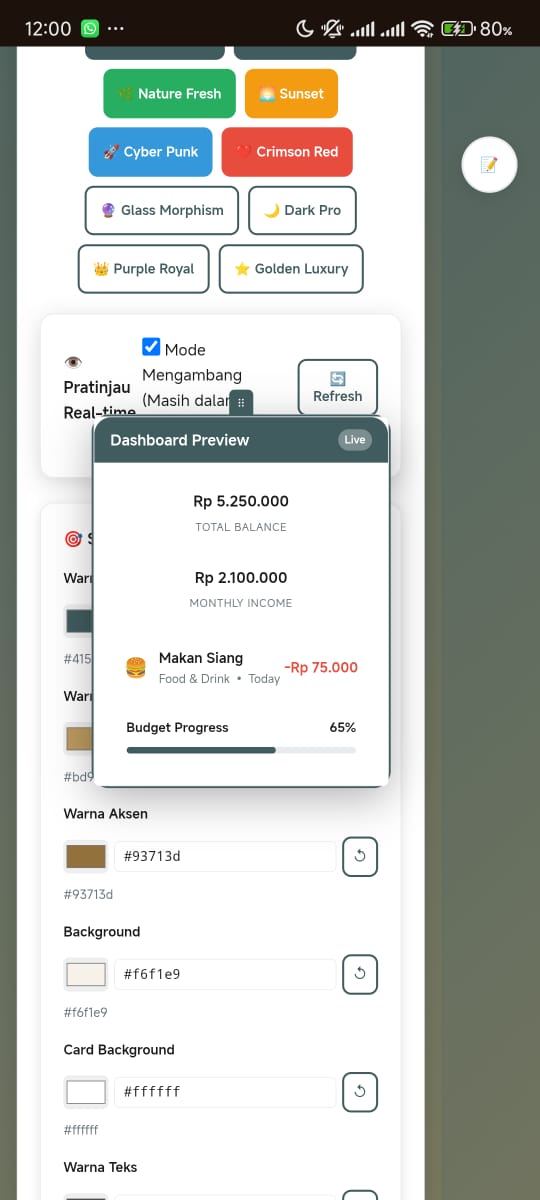 12:00 80%
Nature Fresh
Sunset
Cyber Punk
Crimson Red
Glass Morphism
Dark Pro
Purple Royal
Golden Luxury
Pratinjau
Real-time
Mode
Mengambang
(Masih dalam
Refresh
Dashboard Preview
Live
Rp 5.250.000
TOTAL BALANCE
Rp 2.100.000
MONTHLY INCOME
Makan Siang
Food & Drink • Today
-Rp 75.000
Budget Progress
65%
S
Warn
#415
Warn
#bd9
Warna Aksen
#93713d
#93713d
Background
#f6f1e9
#f6f1e9
Card Background
#ffffff
#ffffff
Warna Teks